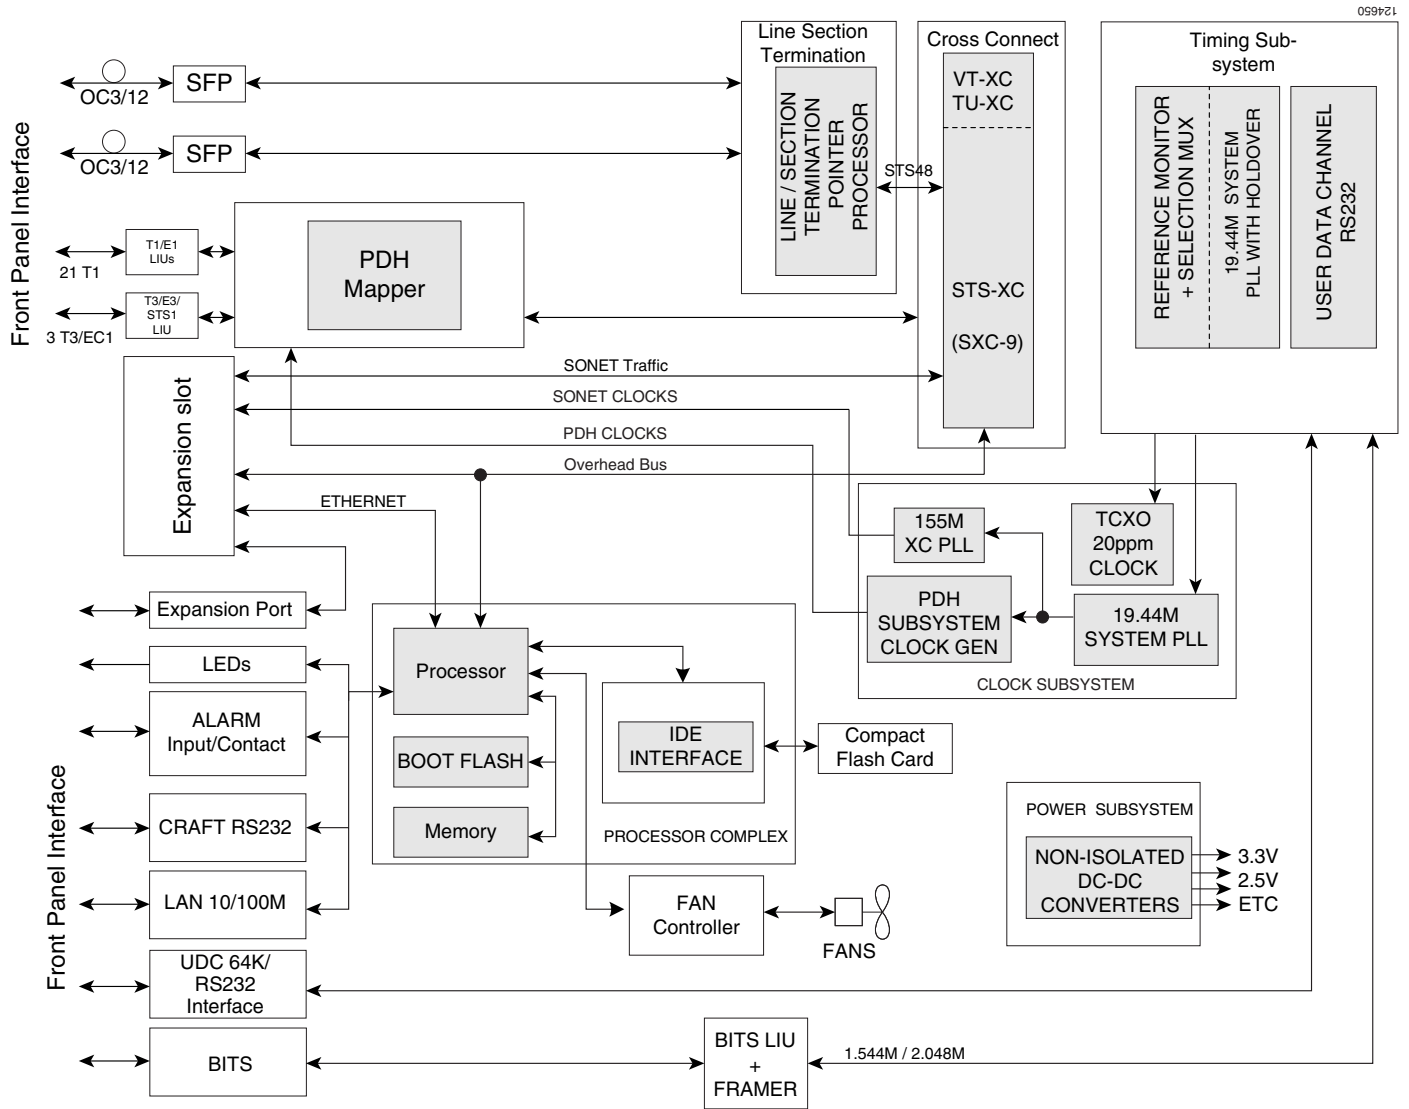 124650
Line Section
Termination
Cross Connect
Timing Sub-
system
Front Panel Interface
OC3/12
SFP
OC3/12
SFP
LINE / SECTION
TERMINATION
POINTER
PROCESSOR
STS48
VT-XC
TU-XC
STS-XC
(SXC-9)
REFERENCE MONITOR
+ SELECTION MUX
19.44M SYSTEM
PLL WITH HOLDOVER
USER DATA CHANNEL
RS232
21 T1
T1/E1
LIUs
3 T3/EC1
T3/E3/
STS1
LIU
PDH
Mapper
Expansion slot
SONET Traffic
SONET CLOCKS
PDH CLOCKS
Overhead Bus
ETHERNET
155M
XC PLL
TCXO
20ppm
CLOCK
PDH
SUBSYSTEM
CLOCK GEN
19.44M
SYSTEM PLL
CLOCK SUBSYSTEM
Front Panel Interface
Expansion Port
LEDs
ALARM
Input/Contact
CRAFT RS232
LAN 10/100M
UDC 64K/
RS232
Interface
BITS
Processor
BOOT FLASH
Memory
IDE
INTERFACE
PROCESSOR COMPLEX
Compact
Flash Card
FAN
Controller
FANS
POWER SUBSYSTEM
NON-ISOLATED
DC-DC
CONVERTERS
3.3V
2.5V
ETC
BITS LIU
+
FRAMER
1.544M / 2.048M